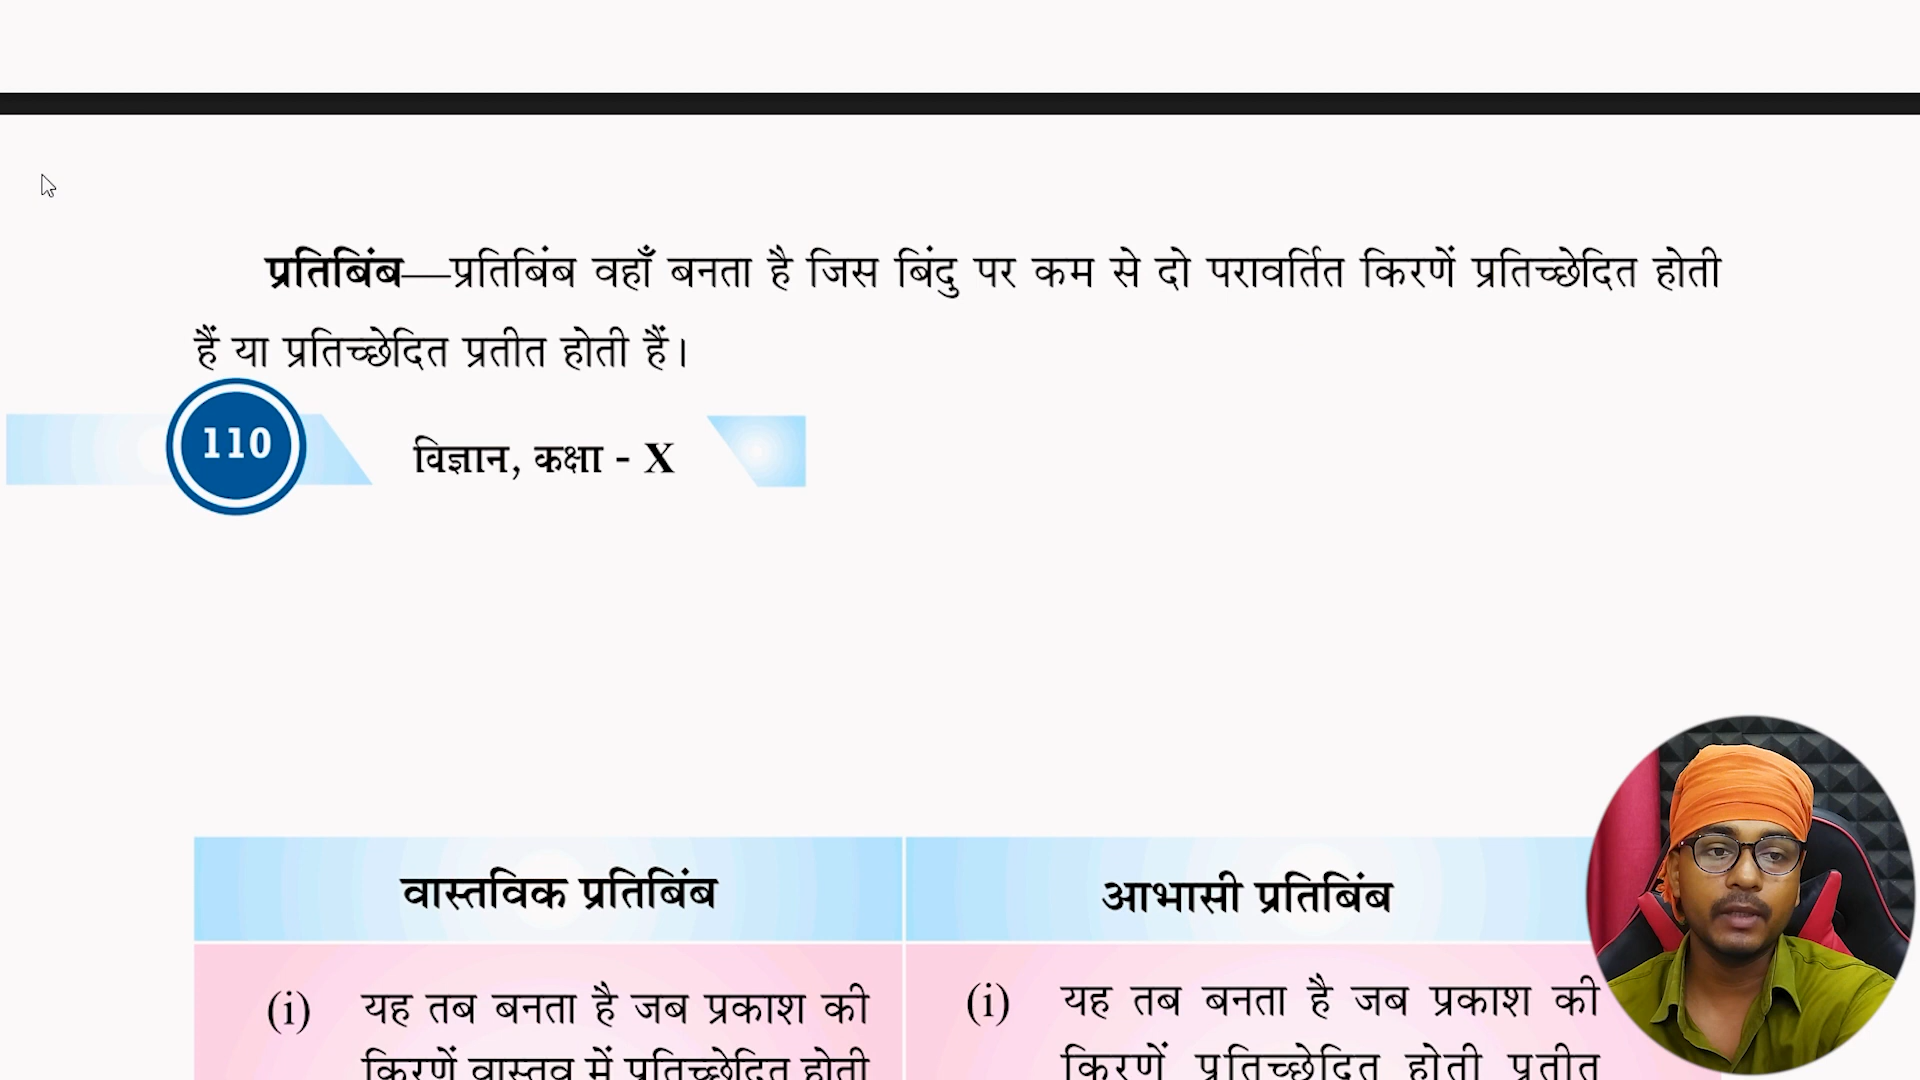 प्रतिबिंब—प्रतिबिंब वहाँ बनता है जिस बिंदु पर कम से दो परावर्तित किरणें प्रतिच्छेदित होती
हैं या प्रतिच्छेदित प्रतीत होती हैं।
110
विज्ञान, कक्षा - X
वास्तविक प्रतिबिंब
(i) यह तब बनता है जब प्रकाश की
किरणें वास्तव में प्रतिच्छेदित होती
आभासी प्रतिबिंब
(i) यह तब बनता है जब प्रकाश की
किरणें प्रतिच्छेदित होती प्रतीत